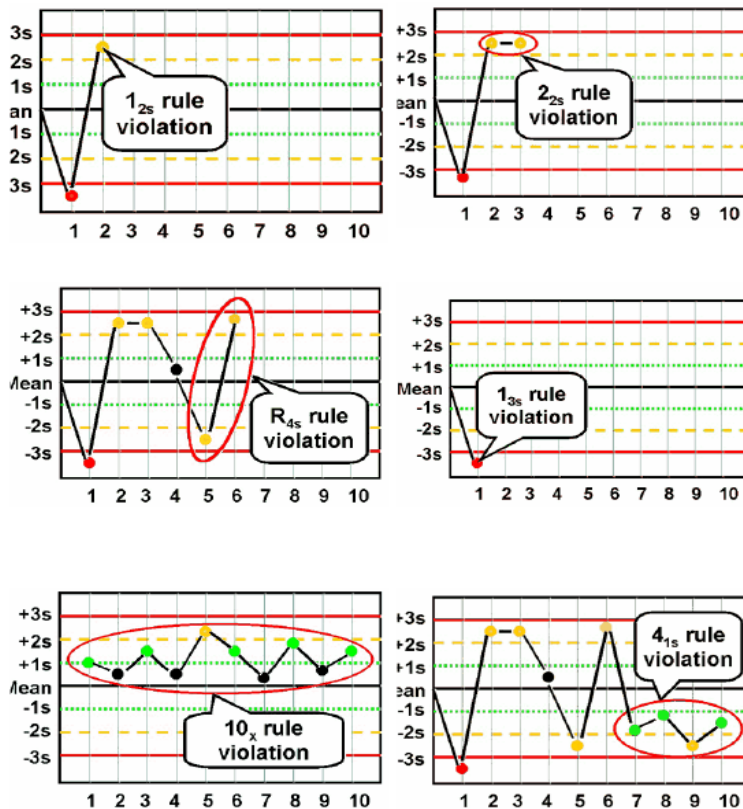 3s
2s
1s
an
1s
2s
3s
1₂ₛ rule
violation
1 2 3 4 5 6 7 8 9 10
+3s
+2s
+1s
ean
-1s
-2s
-3s
2₂ₛ rule
violation
1 2 3 4 5 6 7 8 9 10
+3s
+2s
+1s
Mean
-1s
-2s
-3s
R₄ₛ rule
violation
1 2 3 4 5 6 7 8 9 10
+3s
+2s
+1s
Mean
-1s
-2s
-3s
1₃ₛ rule
violation
1 2 3 4 5 6 7 8 9 10
+3s
+2s
+1s
Mean
-1s
-2s
-3s
10ₓ rule
violation
1 2 3 4 5 6 7 8 9 10
+3s
+2s
+1s
ean
-1s
-2s
-3s
4₁ₛ rule
violation
1 2 3 4 5 6 7 8 9 10